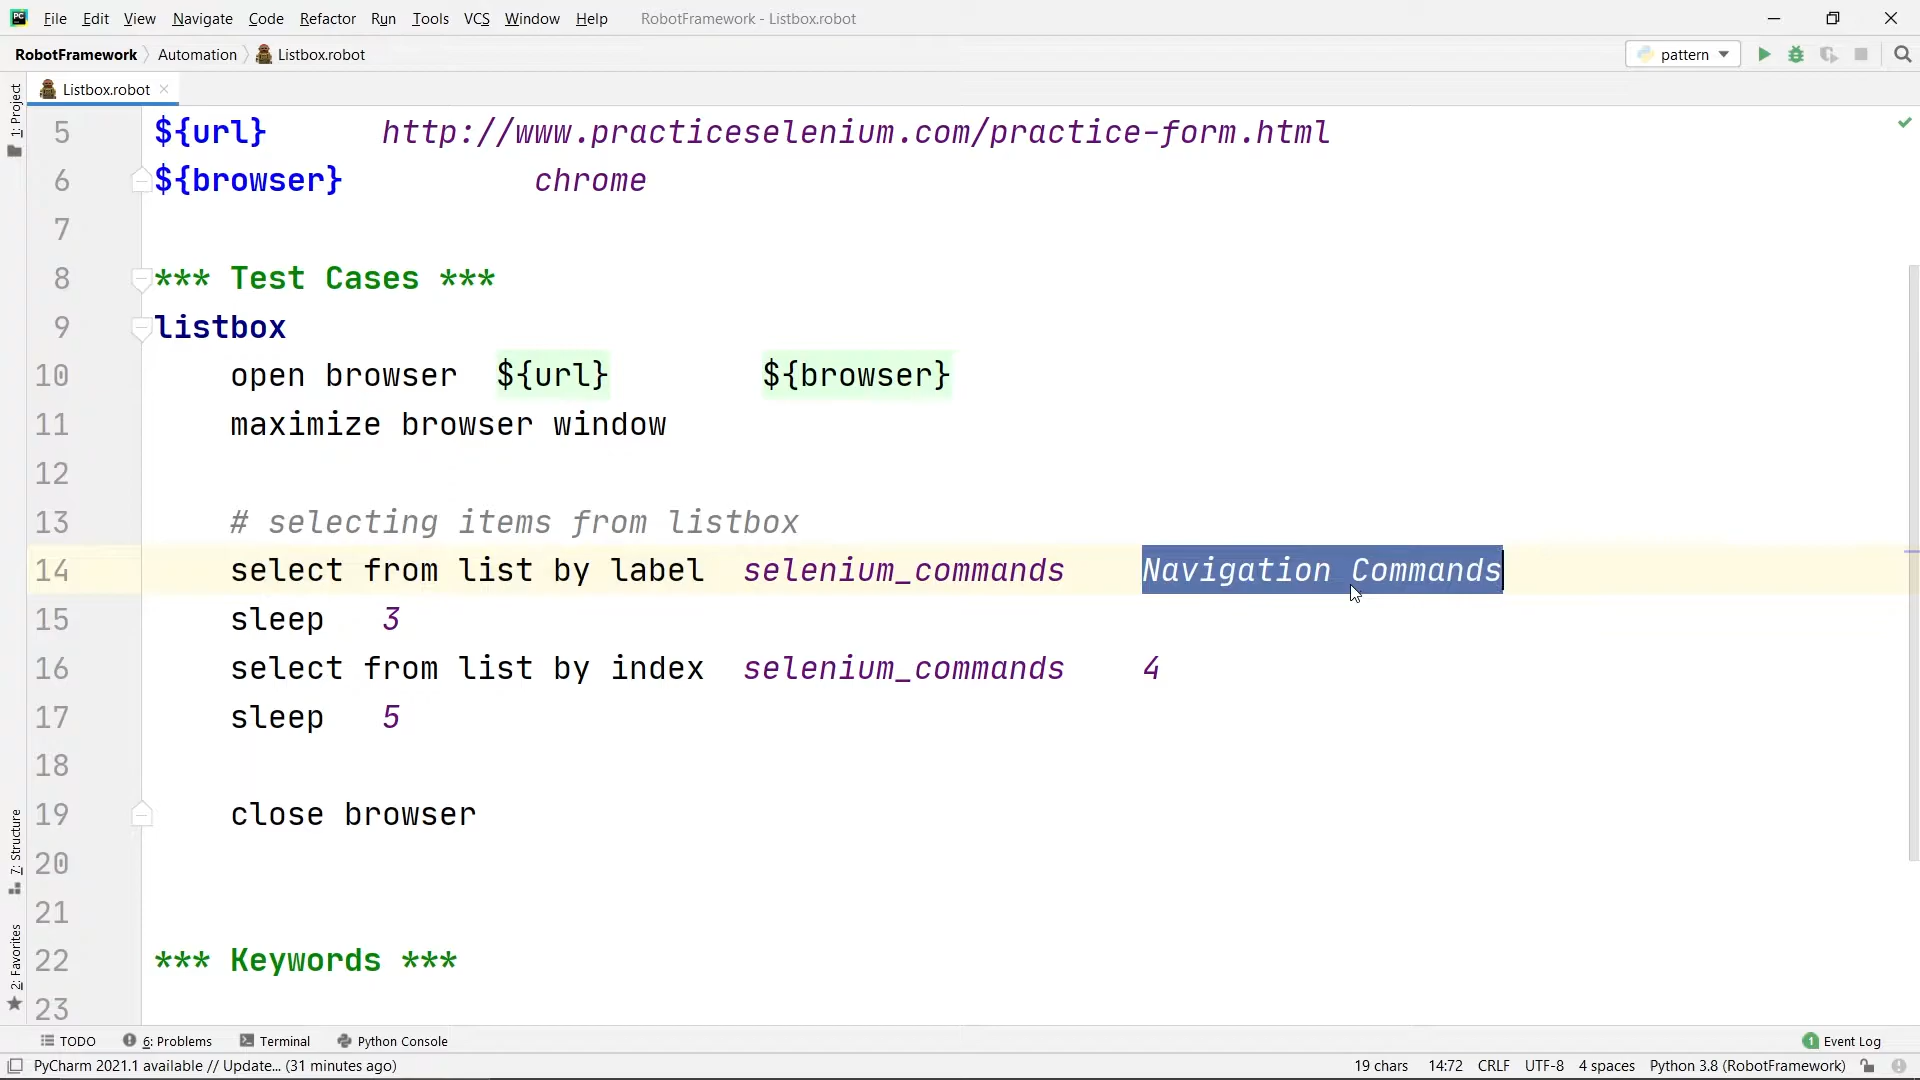 PC File Edit View Navigate Code Refactor Run Tools VCS Window Help RobotFramework - Listbox.robot
RobotFramework Automation Listbox.robot pattern
Listbox.robot
1: Project
5 ${url} http://www.practiceselenium.com/practice-form.html
6 ${browser} chrome
7
8 *** Test Cases ***
9 listbox
10 open browser ${url} ${browser}
11 maximize browser window
12
13 # selecting items from listbox
14 select from list by label selenium_commands Navigation Commands
15 sleep 3
16 select from list by index selenium_commands 4
17 sleep 5
18
19 close browser
20
21
22 *** Keywords ***
23
7: Structure
2: Favorites
TODO 6: Problems Terminal Python Console 1 Event Log
PyCharm 2021.1 available // Update... (31 minutes ago) 19 chars 14:72 CRLF UTF-8 4 spaces Python 3.8 (RobotFramework)